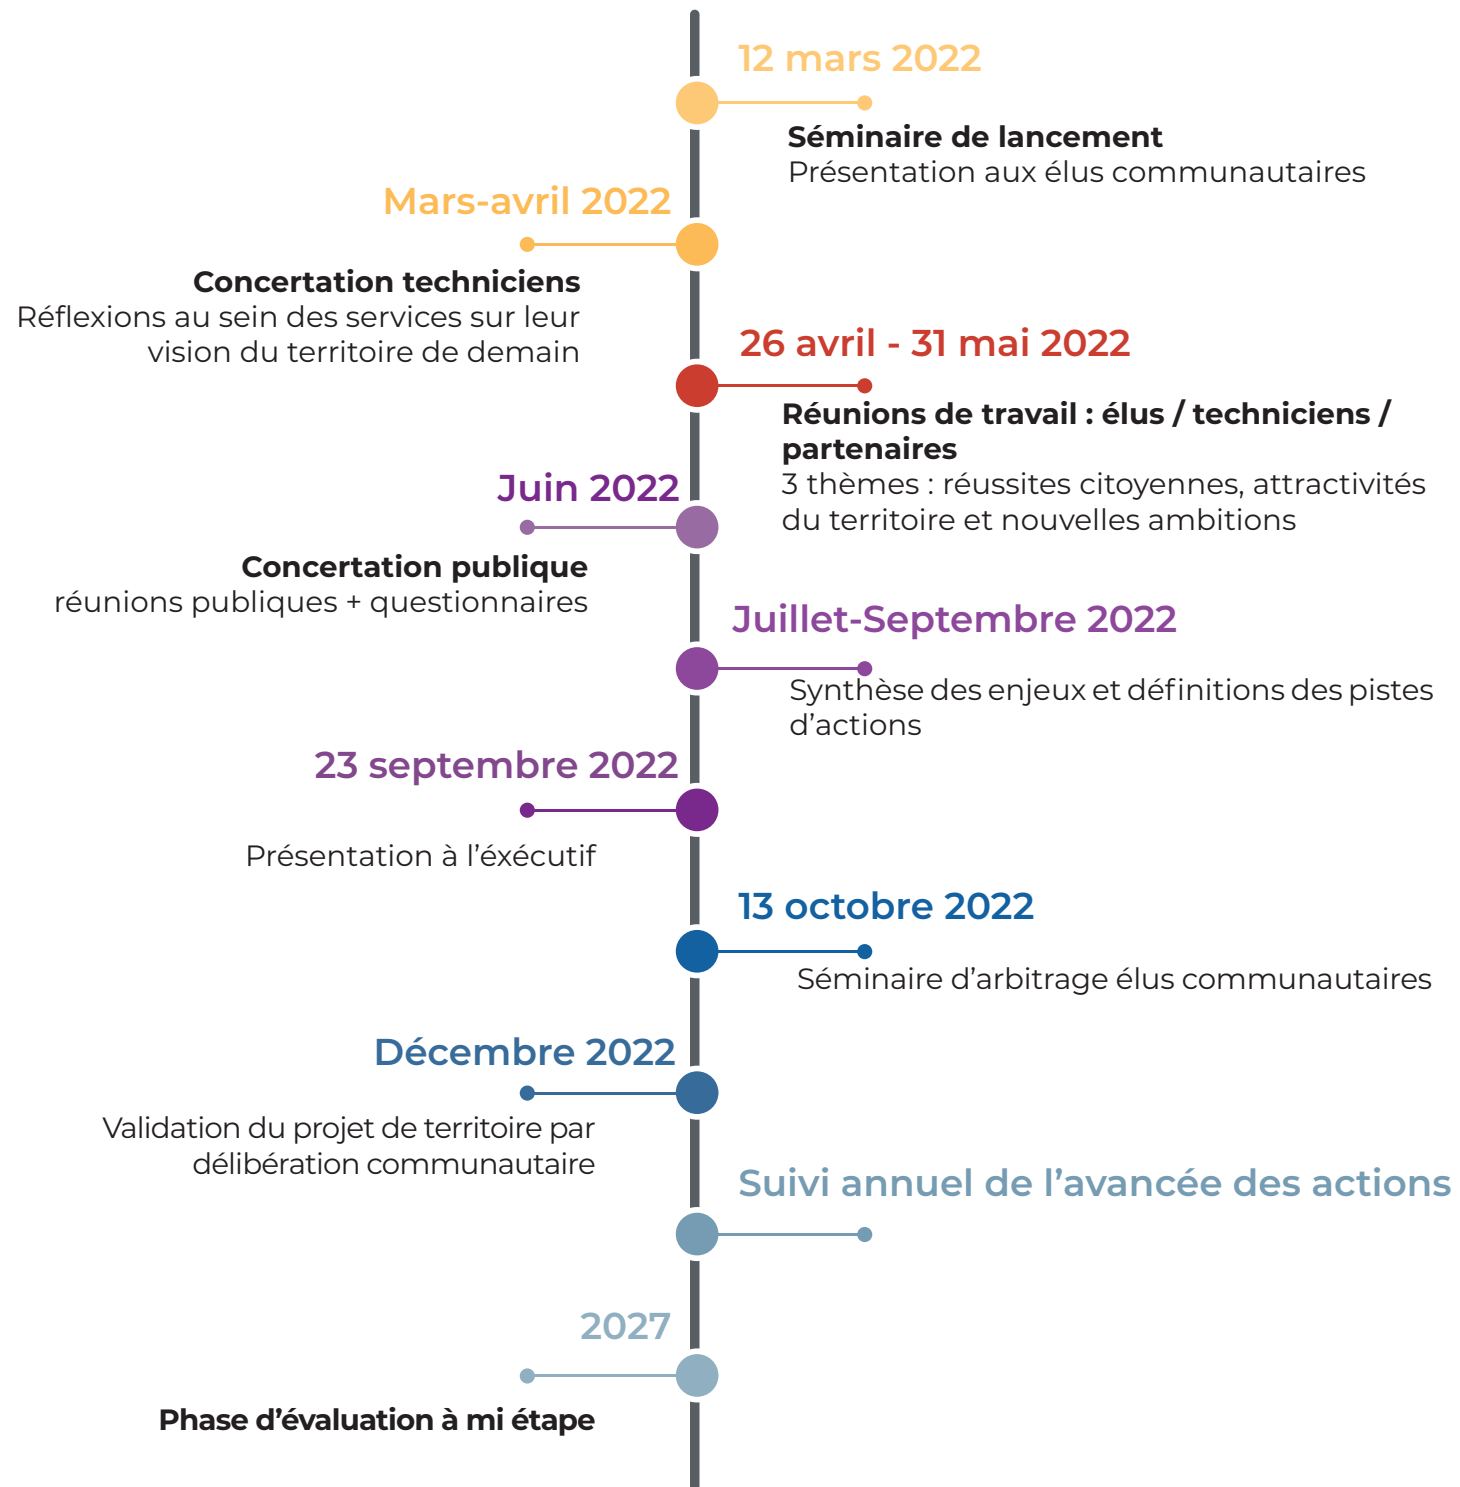 12 mars 2022
Séminaire de lancement
Présentation aux élus communautaires
Mars-avril 2022
Concertation techniciens
Réflexions au sein des services sur leur
vision du territoire de demain
26 avril - 31 mai 2022
Réunions de travail : élus / techniciens /
partenaires
3 thèmes : réussites citoyennes, attractivités
du territoire et nouvelles ambitions
Juin 2022
Concertation publique
réunions publiques + questionnaires
Juillet-Septembre 2022
Synthèse des enjeux et définitions des pistes
d’actions
23 septembre 2022
Présentation à l’éxécutif
13 octobre 2022
Séminaire d’arbitrage élus communautaires
Décembre 2022
Validation du projet de territoire par
délibération communautaire
Suivi annuel de l’avancée des actions
2027
Phase d’évaluation à mi étape